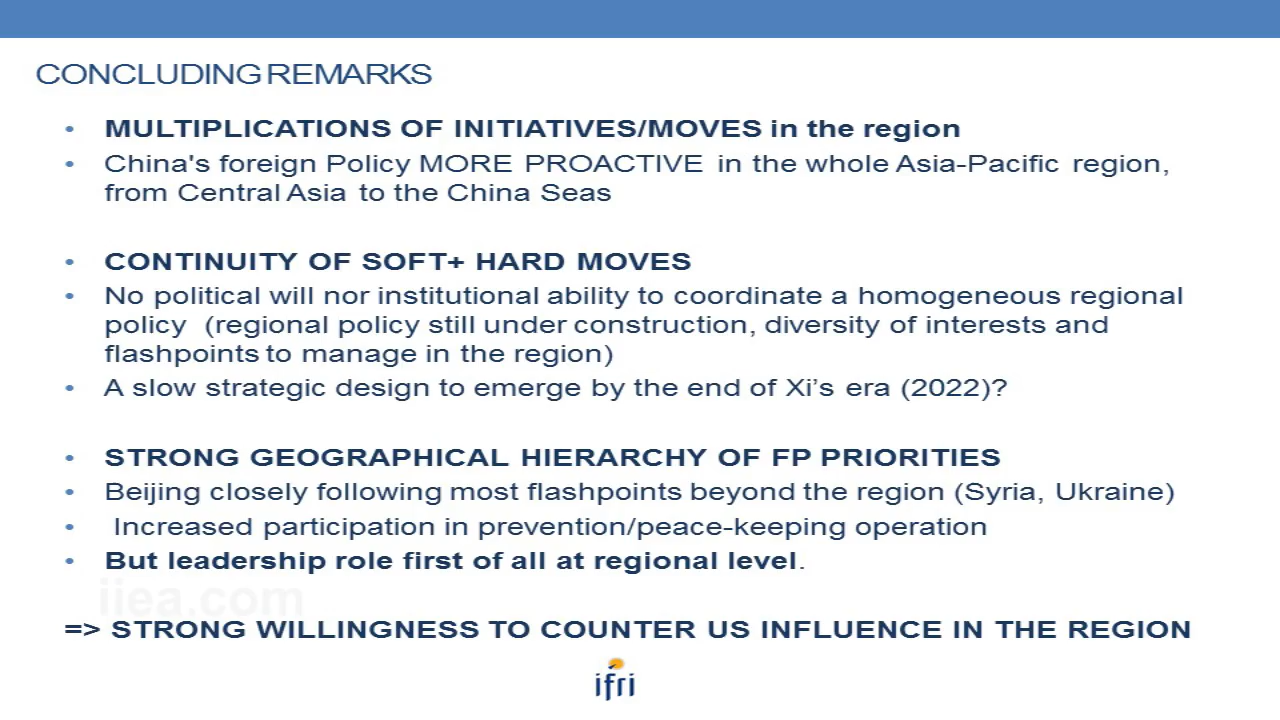 CONCLUDING REMARKS
• MULTIPLICATIONS OF INITIATIVES/MOVES in the region
• China's foreign Policy MORE PROACTIVE in the whole Asia-Pacific region,
from Central Asia to the China Seas
• CONTINUITY OF SOFT+ HARD MOVES
• No political will nor institutional ability to coordinate a homogeneous regional
policy (regional policy still under construction, diversity of interests and
flashpoints to manage in the region)
• A slow strategic design to emerge by the end of Xi’s era (2022)?
• STRONG GEOGRAPHICAL HIERARCHY OF FP PRIORITIES
• Beijing closely following most flashpoints beyond the region (Syria, Ukraine)
• Increased participation in prevention/peace-keeping operation
• But leadership role first of all at regional level.
iiea.com
=> STRONG WILLINGNESS TO COUNTER US INFLUENCE IN THE REGION
ifri